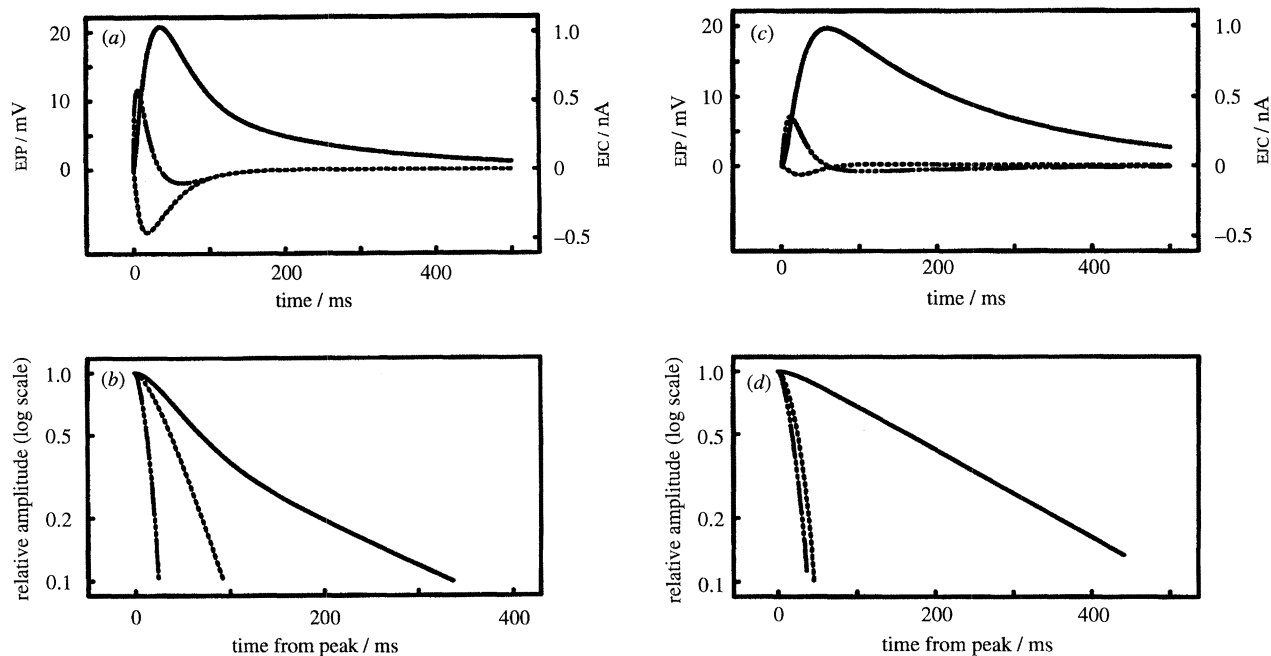 (a)
20
10
0
EJP / mV
1.0
0.5
0
–0.5
EJC / nA
0 200 400
time / ms
(c)
20
10
0
EJP / mV
1.0
0.5
0
–0.5
EJC / nA
0 200 400
time / ms
(b)
1.0
0.5
0.2
0.1
relative amplitude (log scale)
0 200 400
time from peak / ms
(d)
1.0
0.5
0.2
0.1
relative amplitude (log scale)
0 200 400
time from peak / ms